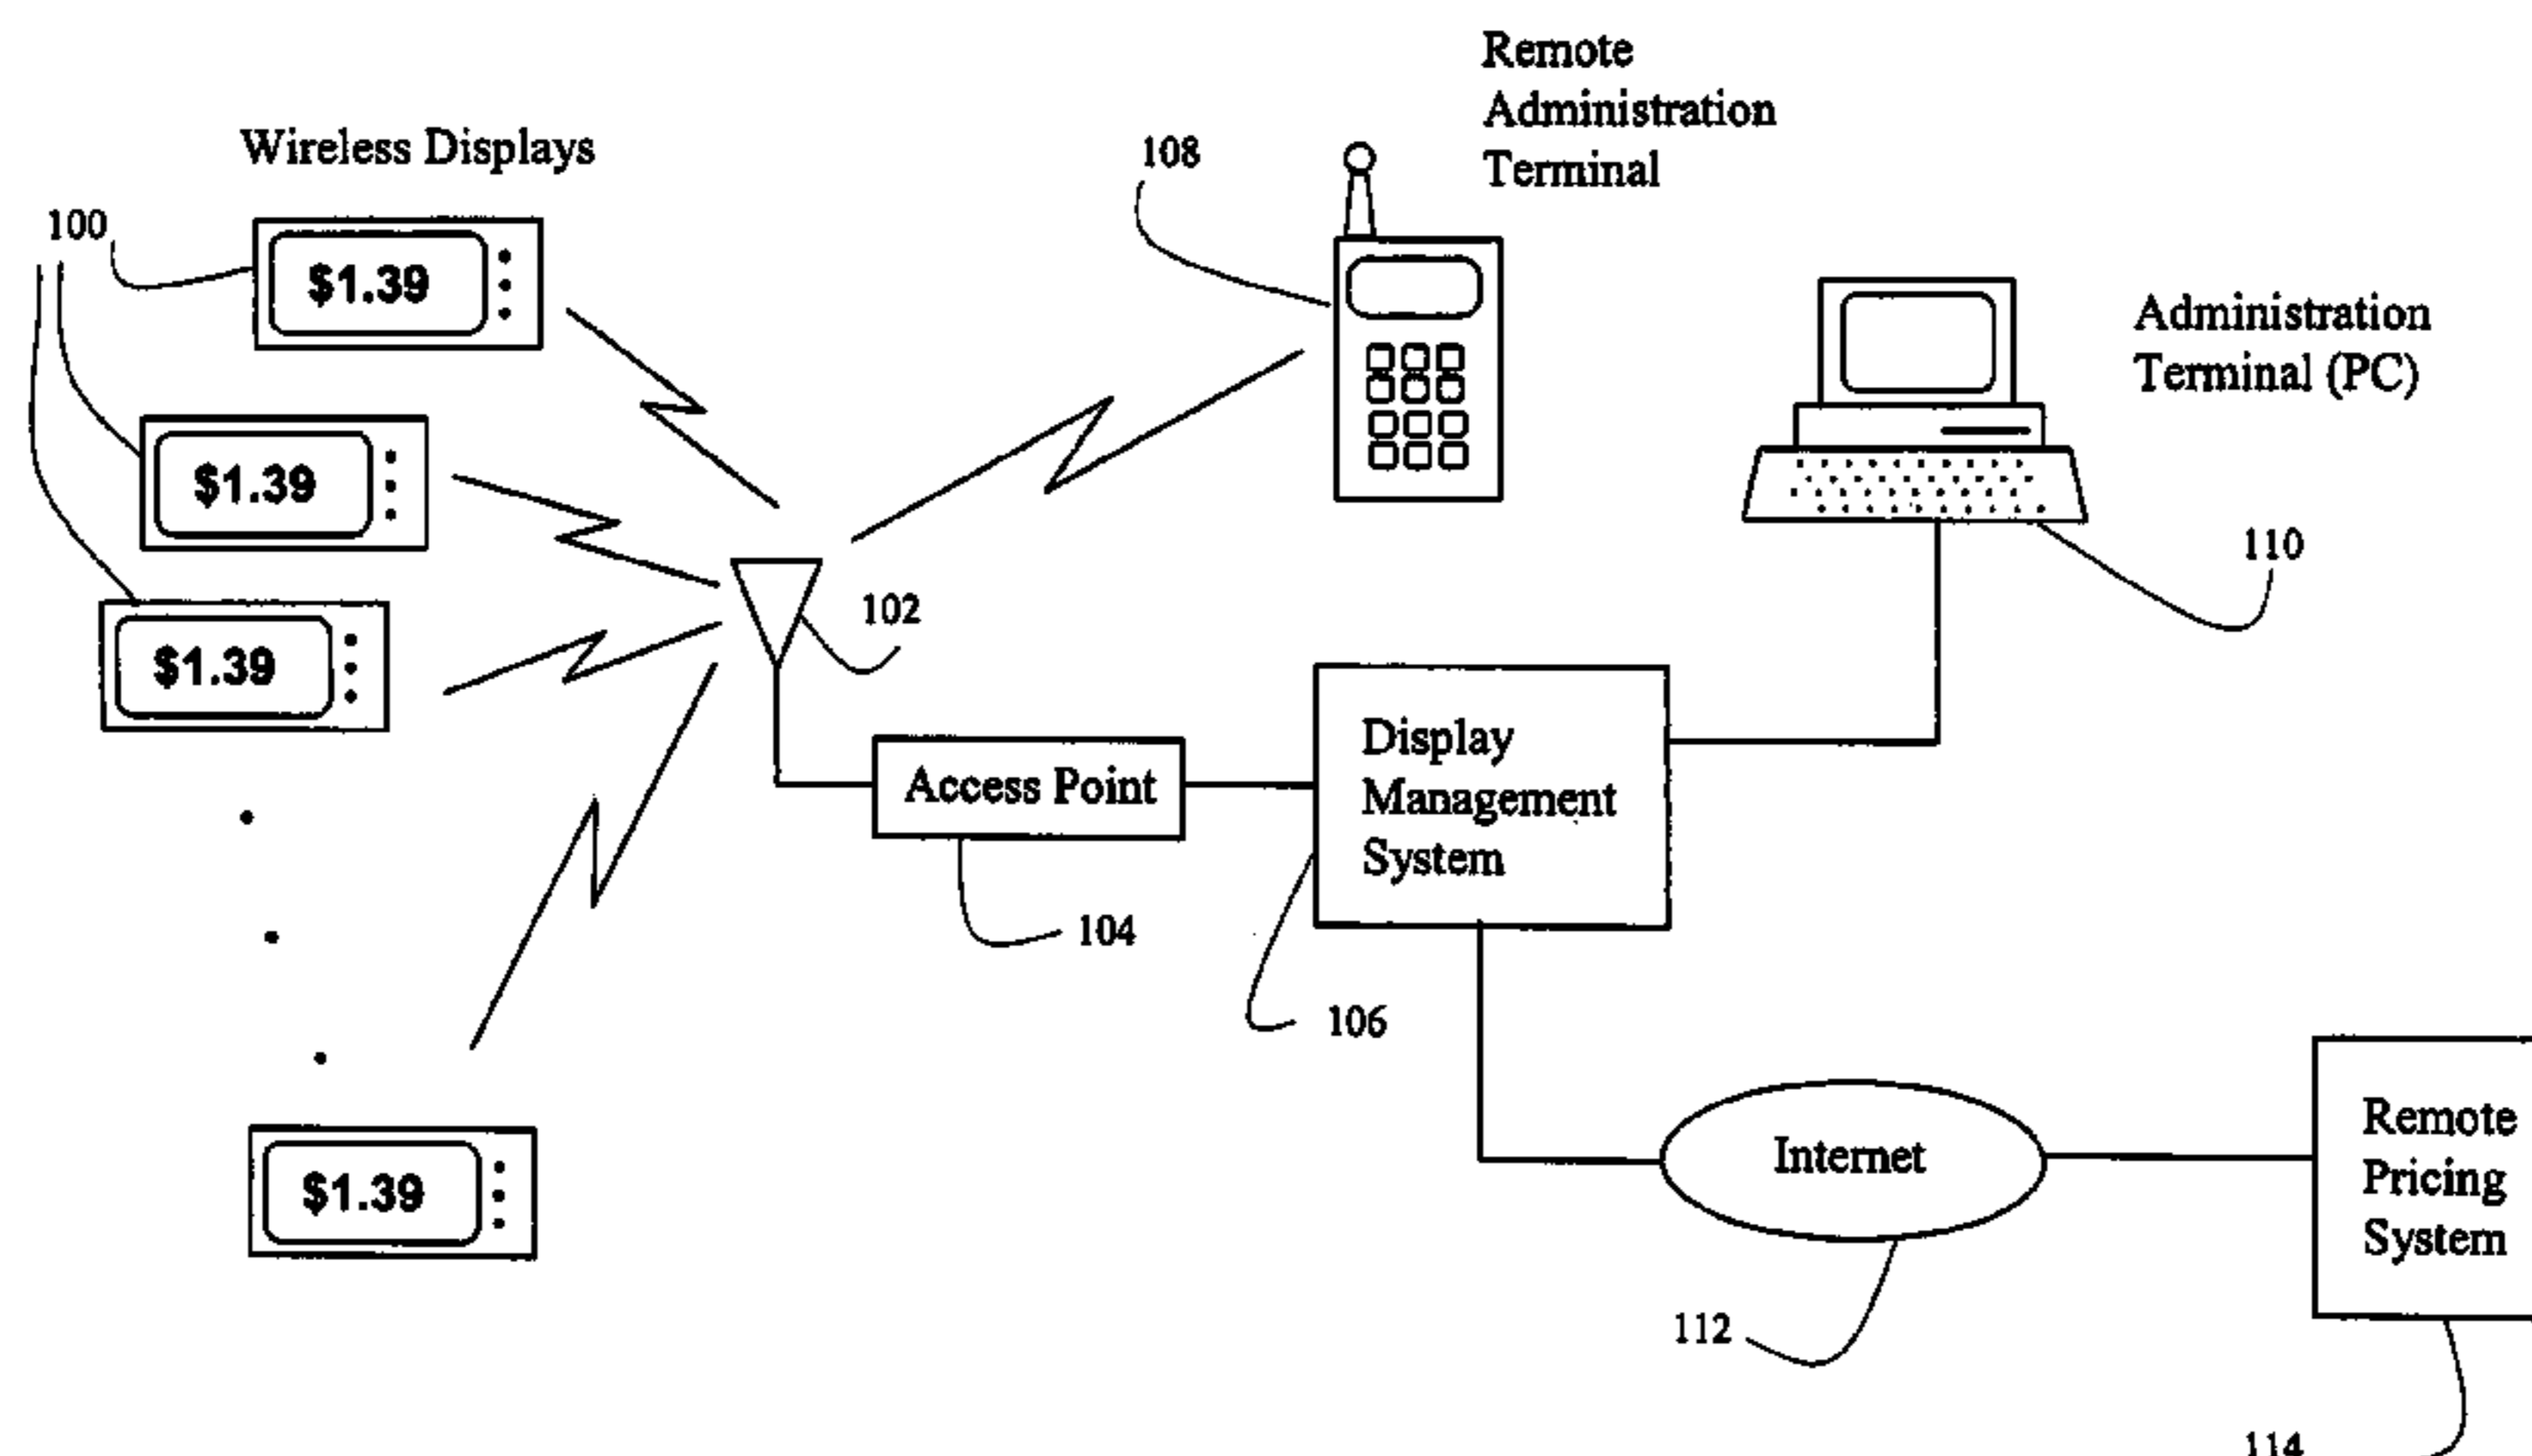 Remote
Administration
Terminal
Wireless Displays
108
100
$1.39
Administration
Terminal (PC)
$1.39
110
102
$1.39
Display
Management
System
Access Point
104
106
Remote
Pricing
System
Internet
$1.39
112
114